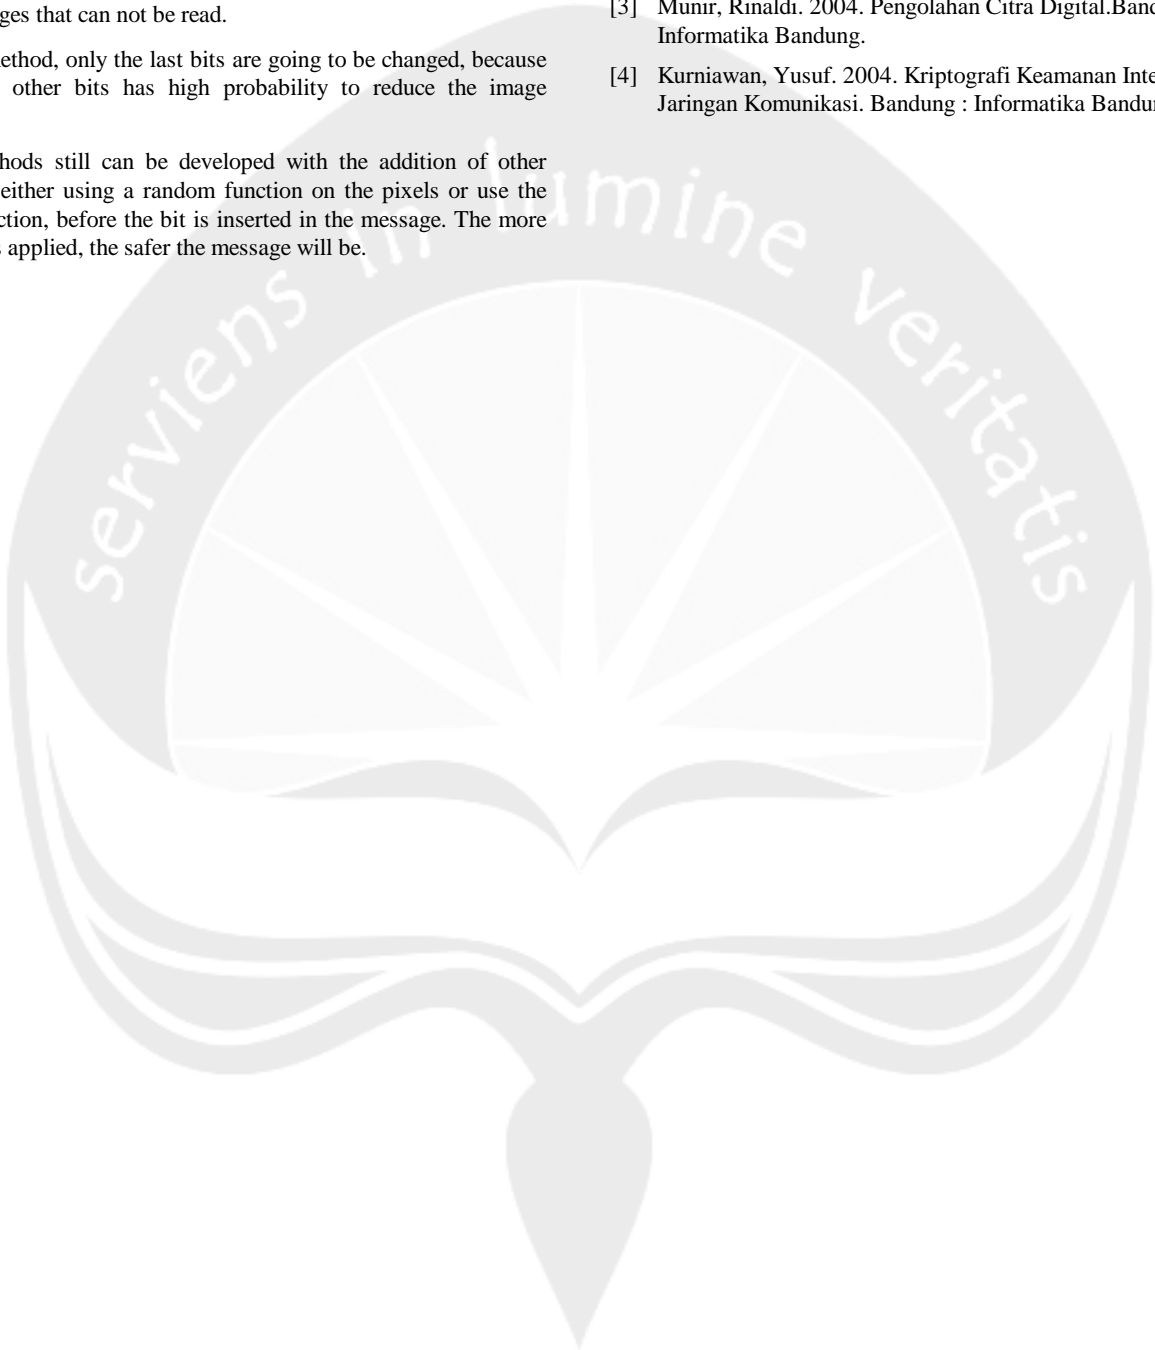 ges that can not be read.
ethod, only the last bits are going to be changed, because
other bits has high probability to reduce the image
hods still can be developed with the addition of other
either using a random function on the pixels or use the
ction, before the bit is inserted in the message. The more
s applied, the safer the message will be.
[3] Munir, Rinaldi. 2004. Pengolahan Citra Digital.Band
Informatika Bandung.
[4] Kurniawan, Yusuf. 2004. Kriptografi Keamanan Inte
Jaringan Komunikasi. Bandung : Informatika Bandu
serviens in lumine veritatis